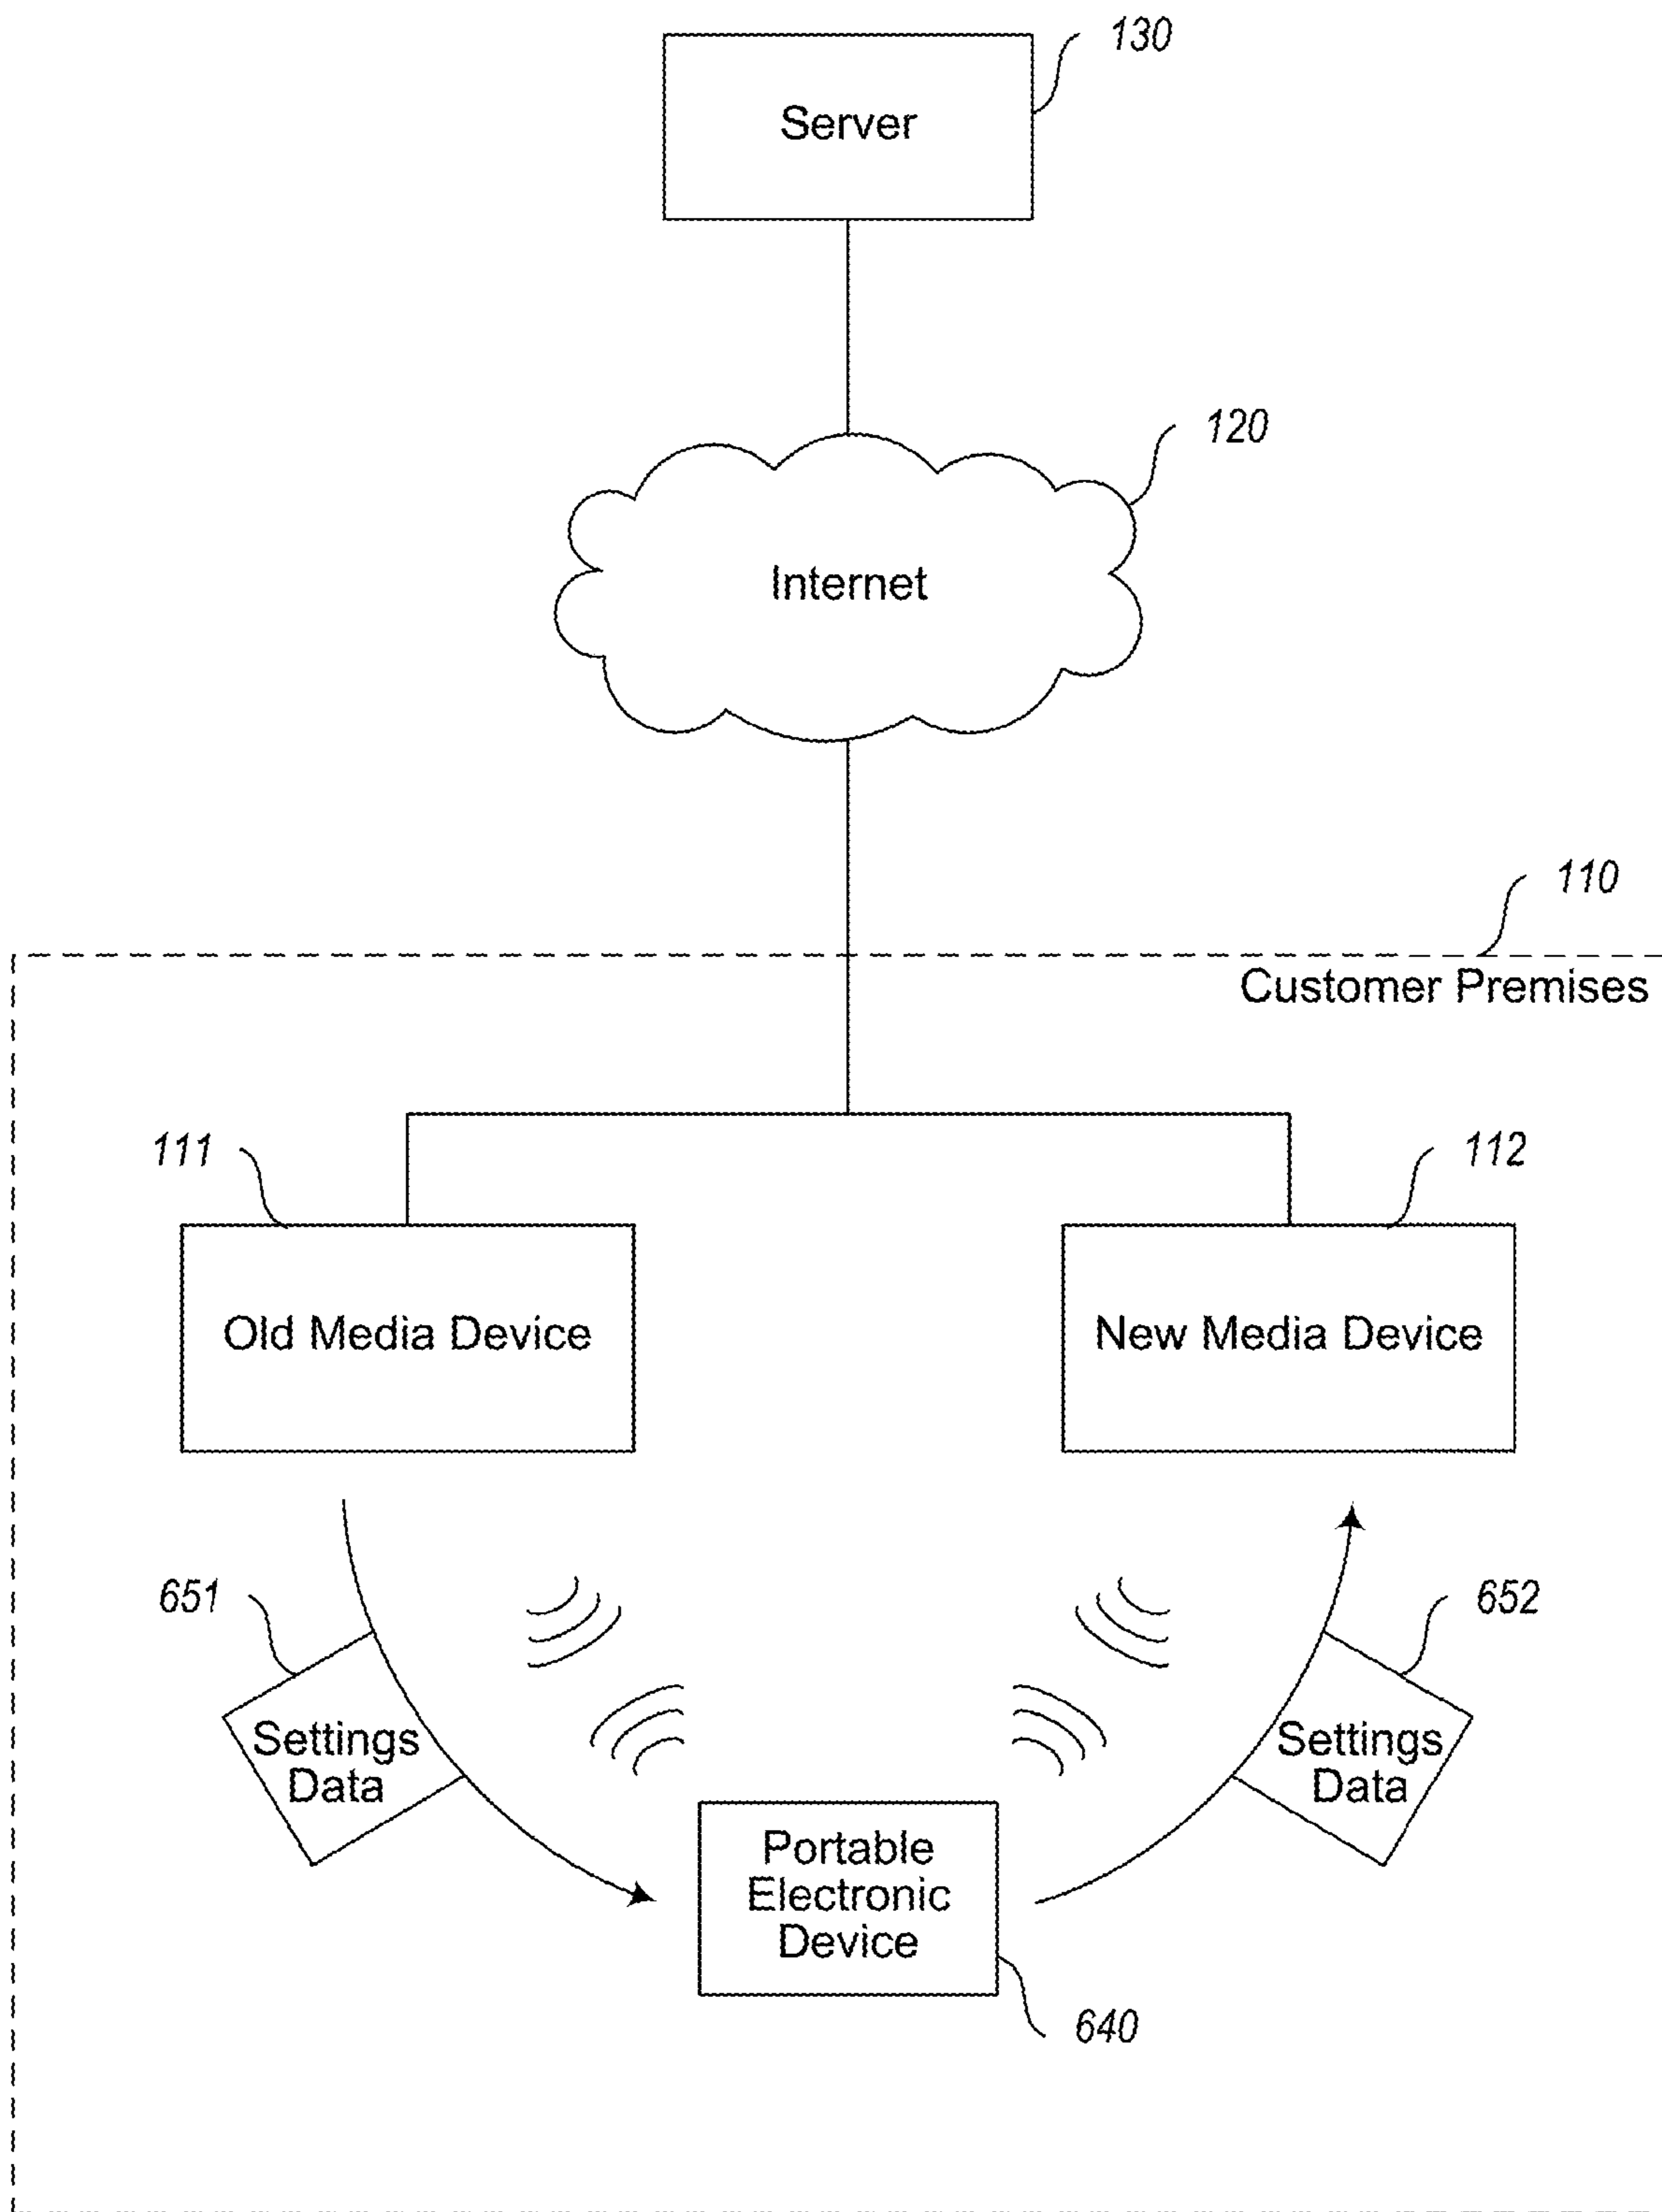 130
Server
120
Internet
110
Customer Premises
111
112
Old Media Device
New Media Device
651
652
Settings
Data
Settings
Data
Portable
Electronic
Device
640